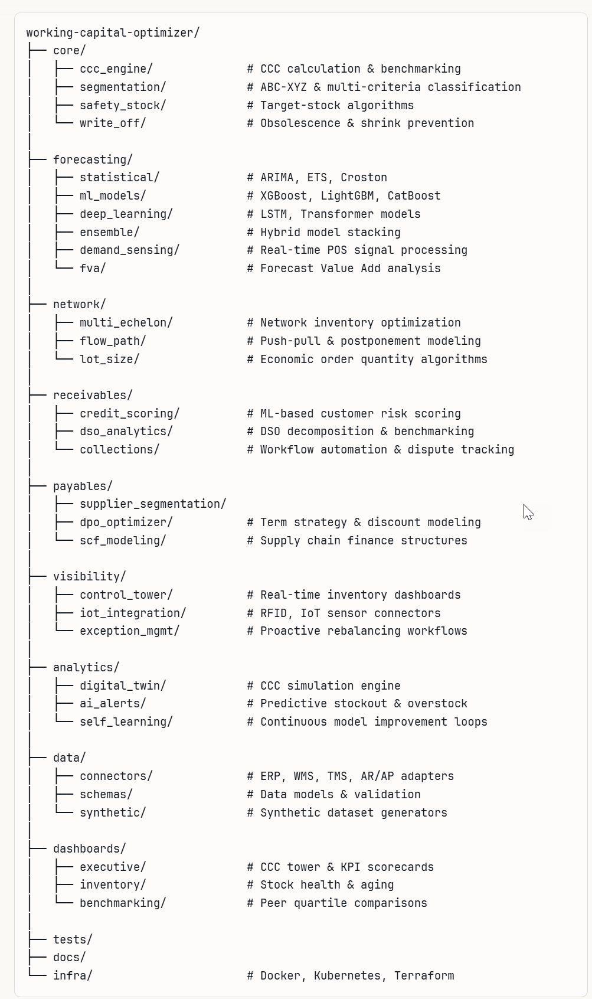 working-capital-optimizer/
├── core/
│   ├── ccc_engine/              # CCC calculation & benchmarking
│   ├── segmentation/            # ABC-XYZ & multi-criteria classification
│   ├── safety_stock/            # Target-stock algorithms
│   └── write_off/               # Obsolescence & shrink prevention
│
├── forecasting/
│   ├── statistical/             # ARIMA, ETS, Croston
│   ├── ml_models/               # XGBoost, LightGBM, CatBoost
│   ├── deep_learning/           # LSTM, Transformer models
│   ├── ensemble/                # Hybrid model stacking
│   ├── demand_sensing/          # Real-time POS signal processing
│   └── fva/                     # Forecast Value Add analysis
│
├── network/
│   ├── multi_echelon/           # Network inventory optimization
│   ├── flow_path/               # Push-pull & postponement modeling
│   └── lot_size/                # Economic order quantity algorithms
│
├── receivables/
│   ├── credit_scoring/          # ML-based customer risk scoring
│   ├── dso_analytics/           # DSO decomposition & benchmarking
│   └── collections/             # Workflow automation & dispute tracking
│
├── payables/
│   ├── supplier_segmentation/
│   ├── dpo_optimizer/           # Term strategy & discount modeling
│   └── scf_modeling/            # Supply chain finance structures
│
├── visibility/
│   ├── control_tower/           # Real-time inventory dashboards
│   ├── iot_integration/         # RFID, IoT sensor connectors
│   └── exception_mgmt/          # Proactive rebalancing workflows
│
├── analytics/
│   ├── digital_twin/            # CCC simulation engine
│   ├── ai_alerts/               # Predictive stockout & overstock
│   └── self_learning/           # Continuous model improvement loops
│
├── data/
│   ├── connectors/              # ERP, WMS, TMS, AR/AP adapters
│   ├── schemas/                 # Data models & validation
│   └── synthetic/               # Synthetic dataset generators
│
├── dashboards/
│   ├── executive/               # CCC tower & KPI scorecards
│   ├── inventory/               # Stock health & aging
│   └── benchmarking/            # Peer quartile comparisons
│
├── tests/
├── docs/
└── infra/                       # Docker, Kubernetes, Terraform